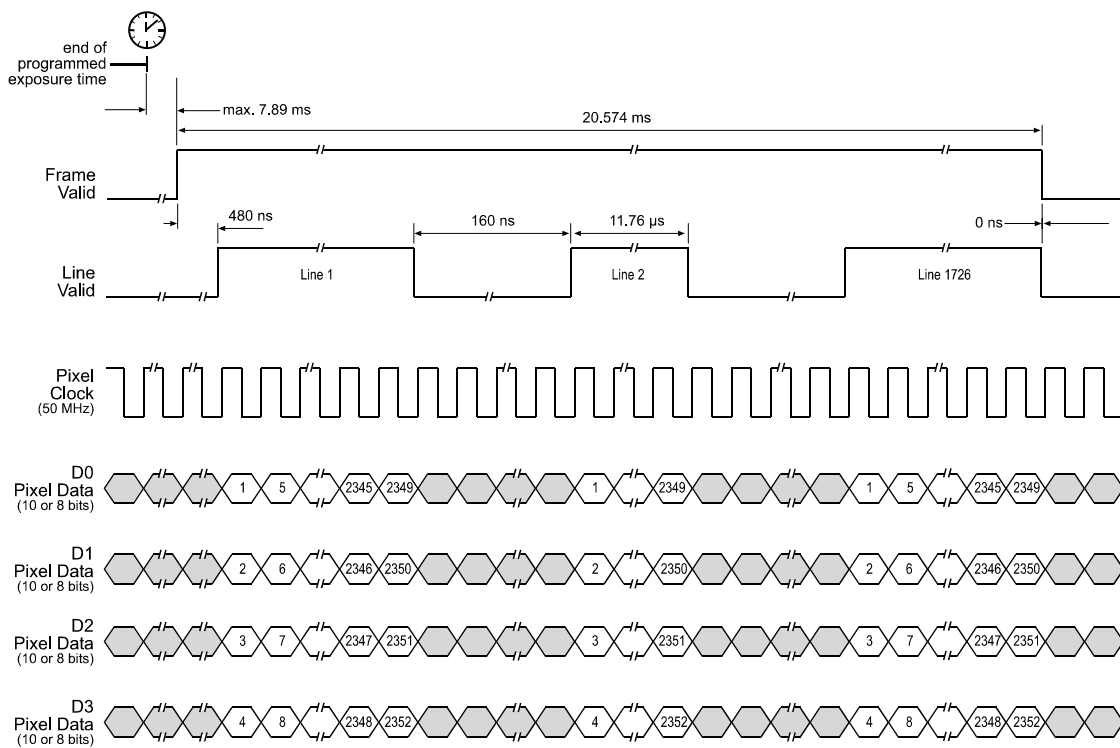 end of
programmed
exposure time
max. 7.89 ms
20.574 ms
Frame
Valid
480 ns
160 ns
11.76 µs
0 ns
Line
Valid
Line 1
Line 2
Line 1726
Pixel
Clock
(50 MHz)
D0
Pixel Data
(10 or 8 bits)
1 5 2345 2349 1 2349 1 5 2345 2349
D1
Pixel Data
(10 or 8 bits)
2 6 2346 2350 2 2350 2 6 2346 2350
D2
Pixel Data
(10 or 8 bits)
3 7 2347 2351 3 2351 3 7 2347 2351
D3
Pixel Data
(10 or 8 bits)
4 8 2348 2352 4 2352 4 8 2348 2352